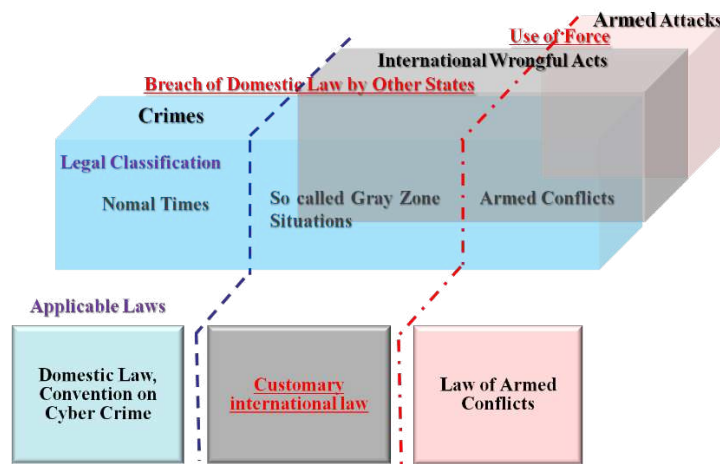 Armed Attacks
Use of Force
International Wrongful Acts
Breach of Domestic Law by Other States
Crimes
Legal Classification
Nomal Times
So called Gray Zone
Situations
Armed Conflicts
Applicable Laws
Domestic Law,
Convention on
Cyber Crime
Customary
international law
Law of Armed
Conflicts